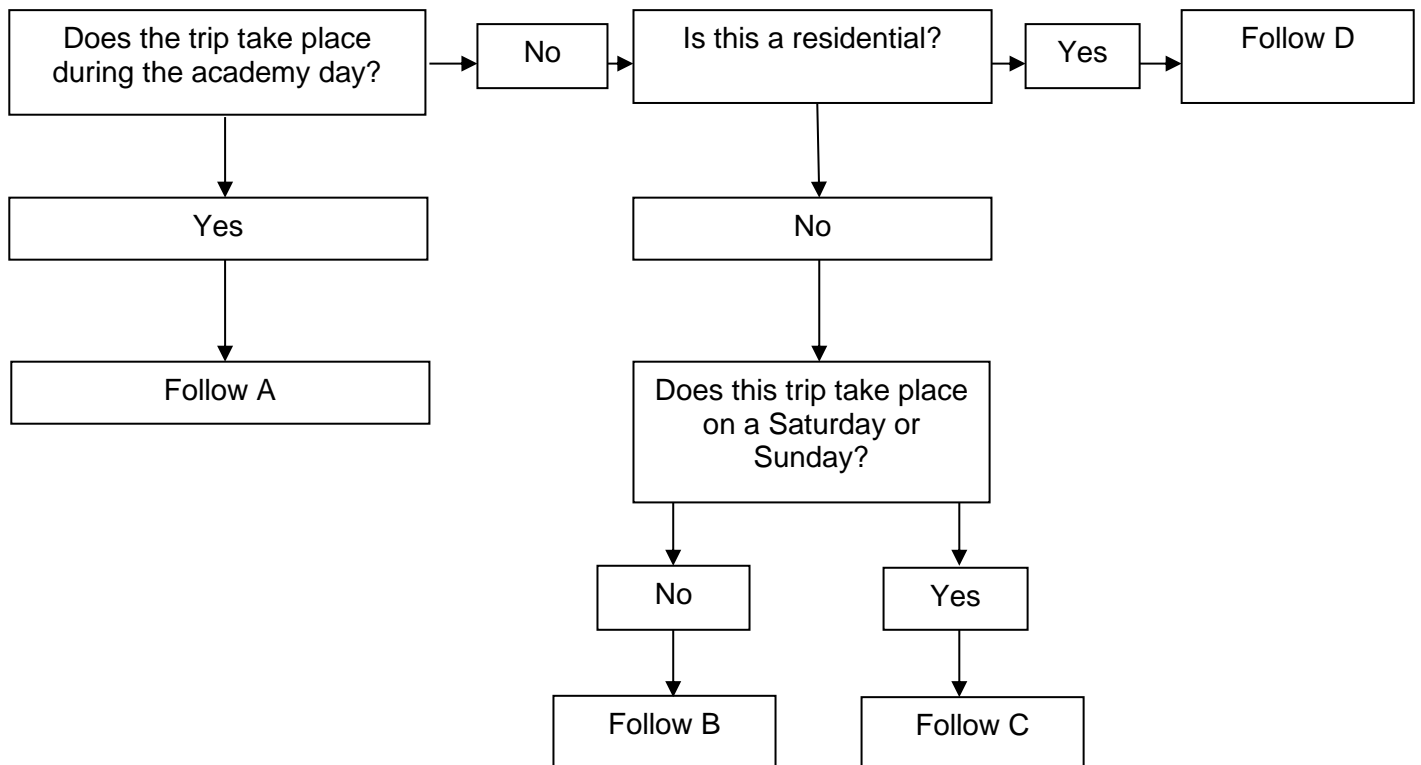 Does the trip take place
during the academy day?
No
Is this a residential?
Yes
Follow D
Yes
No
Follow A
Does this trip take place
on a Saturday or
Sunday?
No
Yes
Follow B
Follow C